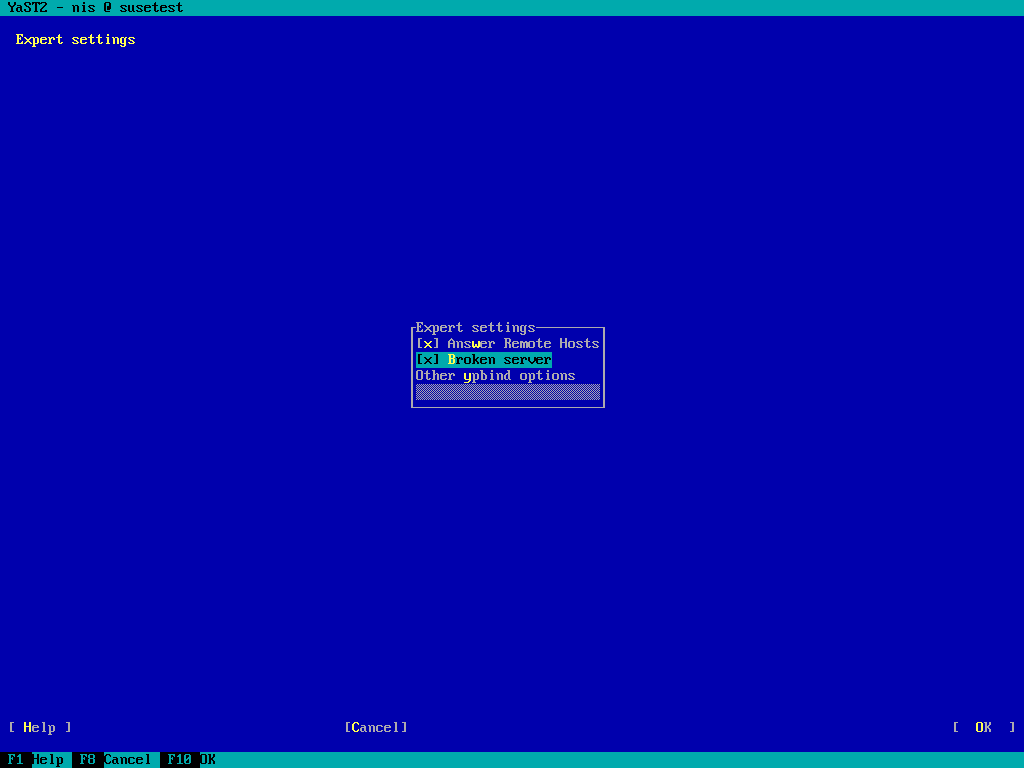 YaST2 - nis @ susetest
Expert settings
Expert settings
[x] Answer Remote Hosts
[x] Broken server
Other ypbind options
[ Help ] [Cancel] [ OK ]
F1 Help F8 Cancel F10 OK